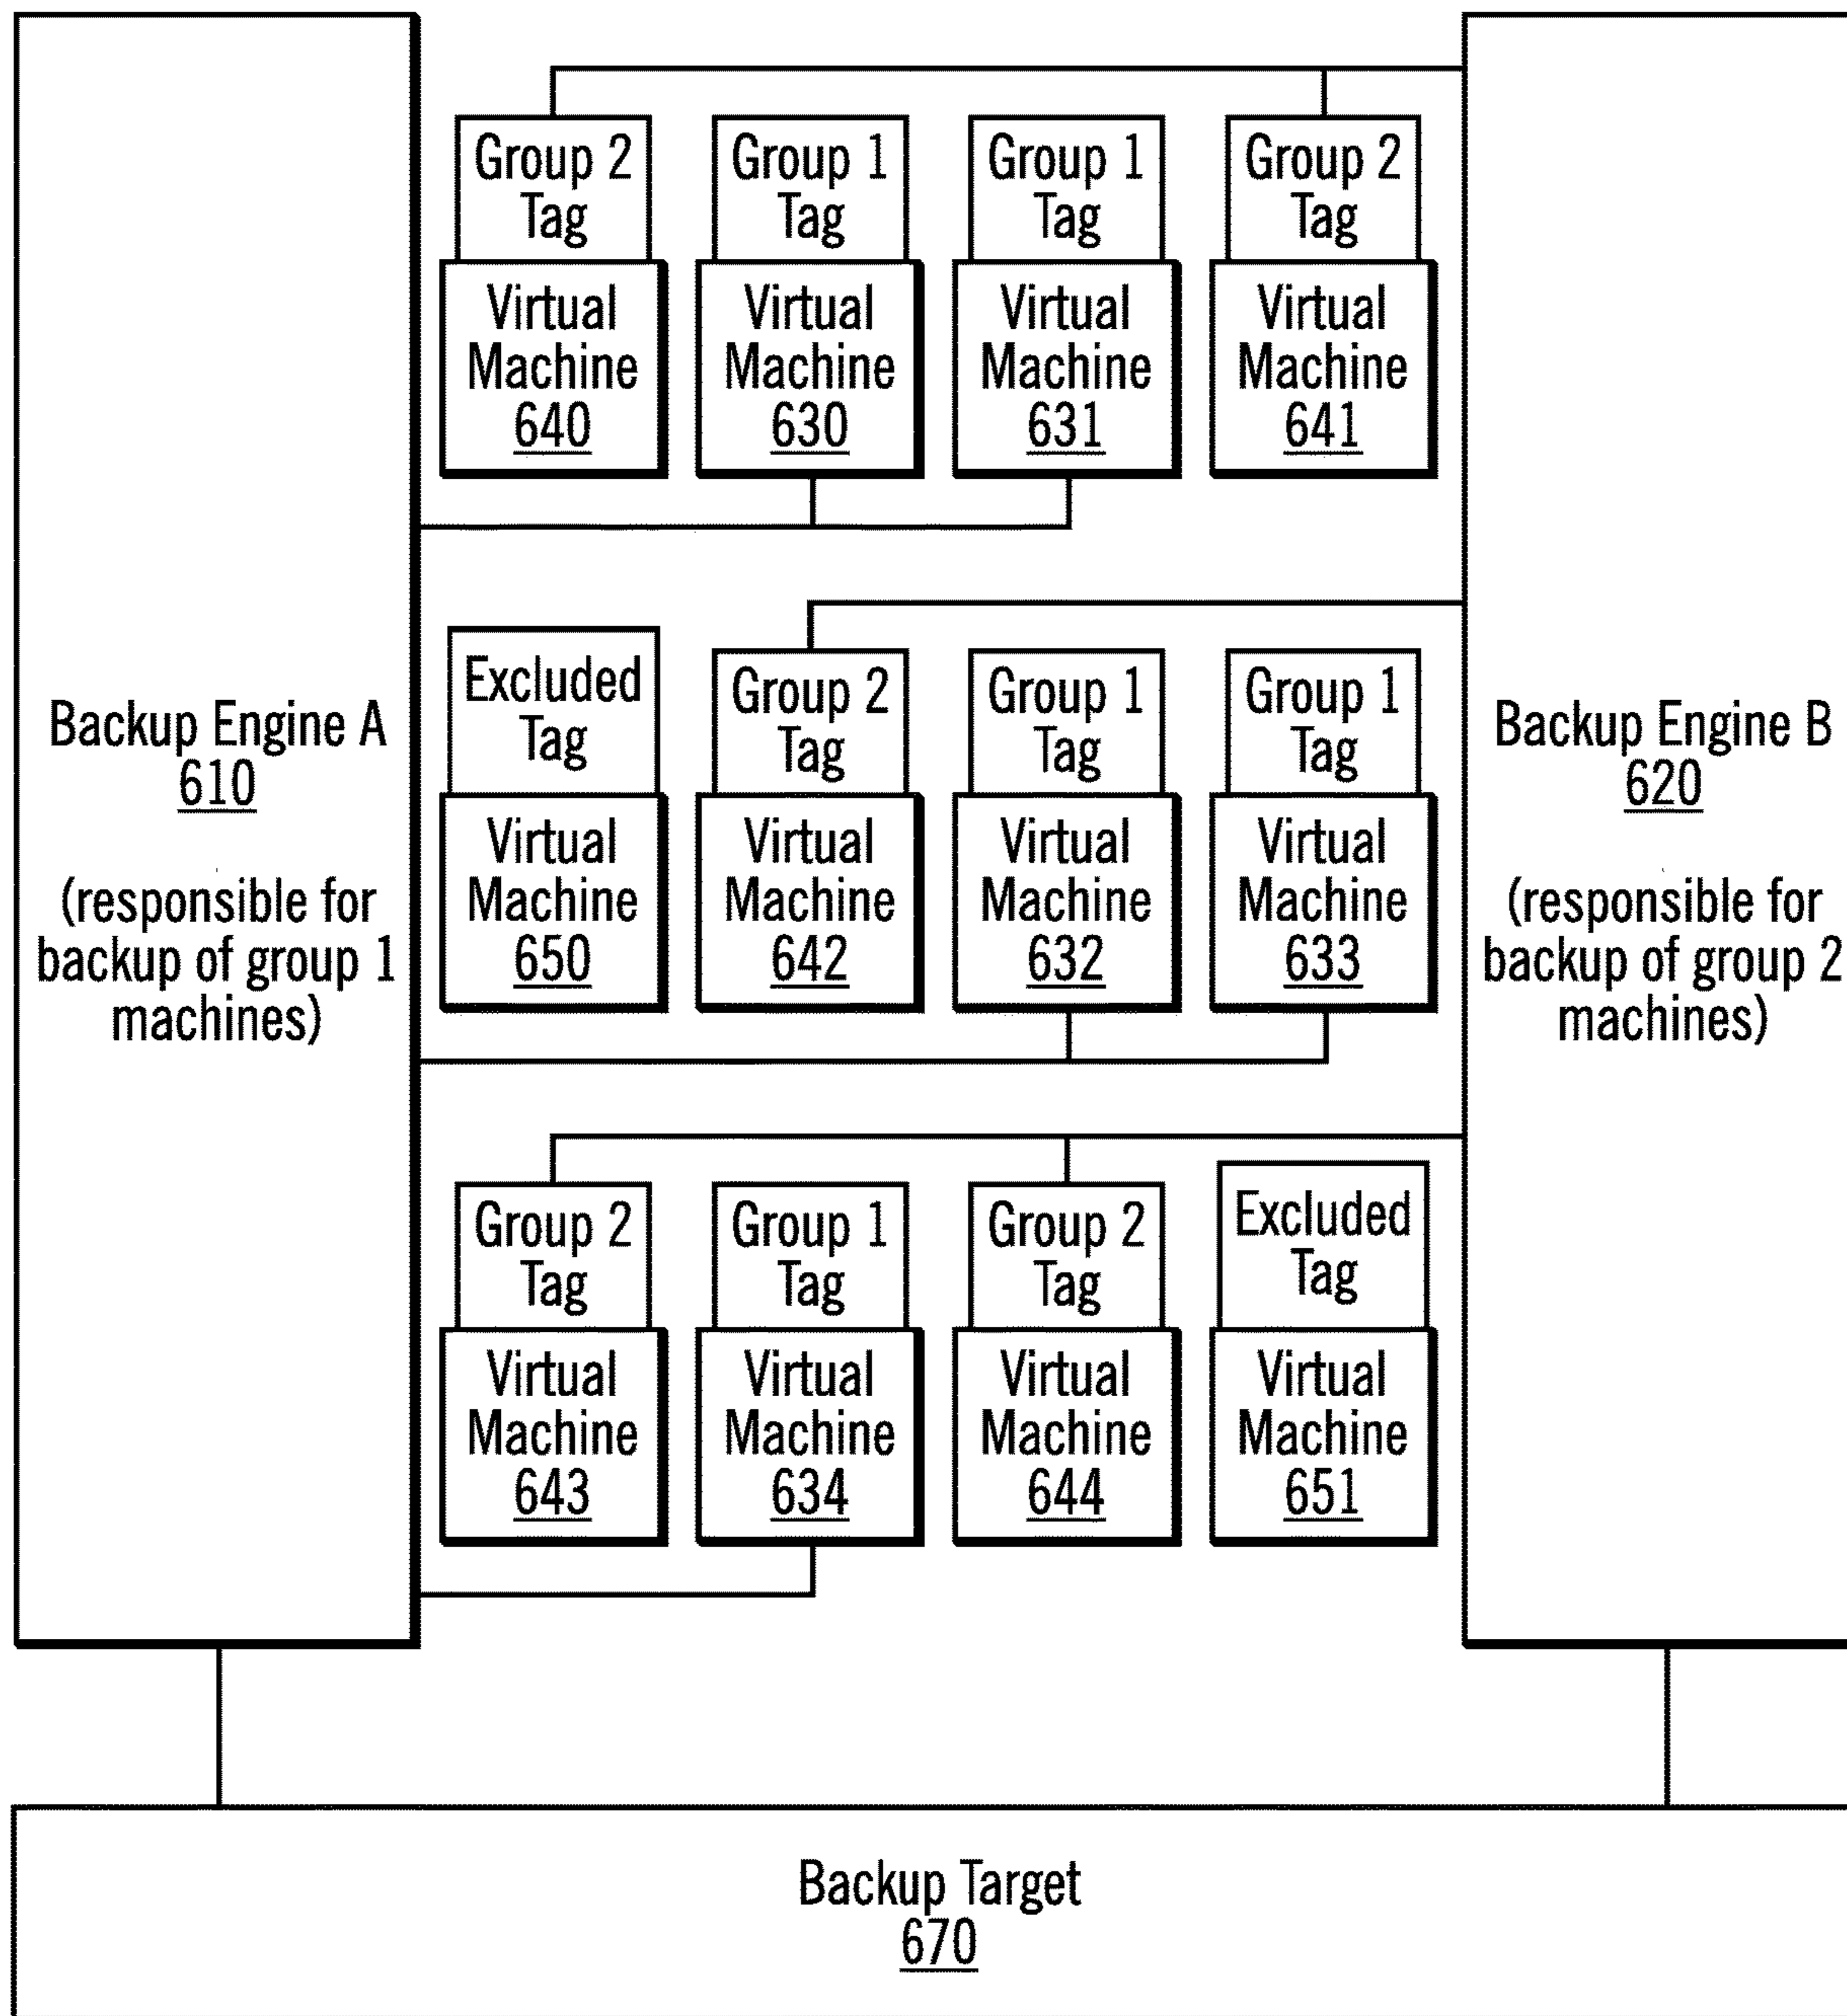 Backup Engine A
610
(responsible for
backup of group 1
machines)
Group 2
Tag
Virtual
Machine
640
Group 1
Tag
Virtual
Machine
630
Group 1
Tag
Virtual
Machine
631
Group 2
Tag
Virtual
Machine
641
Excluded
Tag
Virtual
Machine
650
Group 2
Tag
Virtual
Machine
642
Group 1
Tag
Virtual
Machine
632
Group 1
Tag
Virtual
Machine
633
Group 2
Tag
Virtual
Machine
643
Group 1
Tag
Virtual
Machine
634
Group 2
Tag
Virtual
Machine
644
Excluded
Tag
Virtual
Machine
651
Backup Engine B
620
(responsible for
backup of group 2
machines)
Backup Target
670